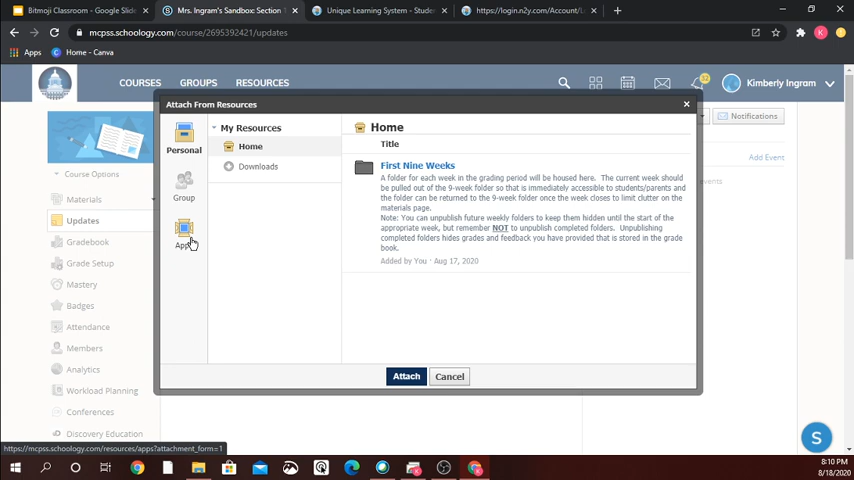 Bitmoji Classroom - Google Slide
Mrs. Ingram's Sandbox: Section
Unique Learning System - Stude
https://login.n2y.com/Account/L
mcpss.schoology.com/course/2695392421/updates
Apps
Home - Canva
COURSES
GROUPS
RESOURCES
32
Kimberly Ingram
Attach From Resources
Notifications
Add Even
events
Course Options
Materials
Updates
Gradebook
Grade Setup
Mastery
Badges
Attendance
Members
Analytics
Workload Planning
Conferences
Discovery Education
Personal
Group
App
My Resources
Home
Downloads
Home
Title
First Nine Weeks
A folder for each week in the grading period will be housed here. The current week should
be pulled out of the 9-week folder so that is immediately accessible to students/parents and
the folder can be returned to the 9-week folder once the week closes to limit clutter on the
materials page.
Note: You can unpublish future weekly folders to keep them hidden until the start of the
appropriate week, but remember NOT to unpublish completed folders. Unpublishing
completed folders hides grades and feedback you have provided that is stored in the grade
book.
Added by You · Aug 17, 2020
Attach
Cancel
S
https://mcpss.schoology.com/resources/apps?attachment_form=1
8:10 PM
8/18/2020